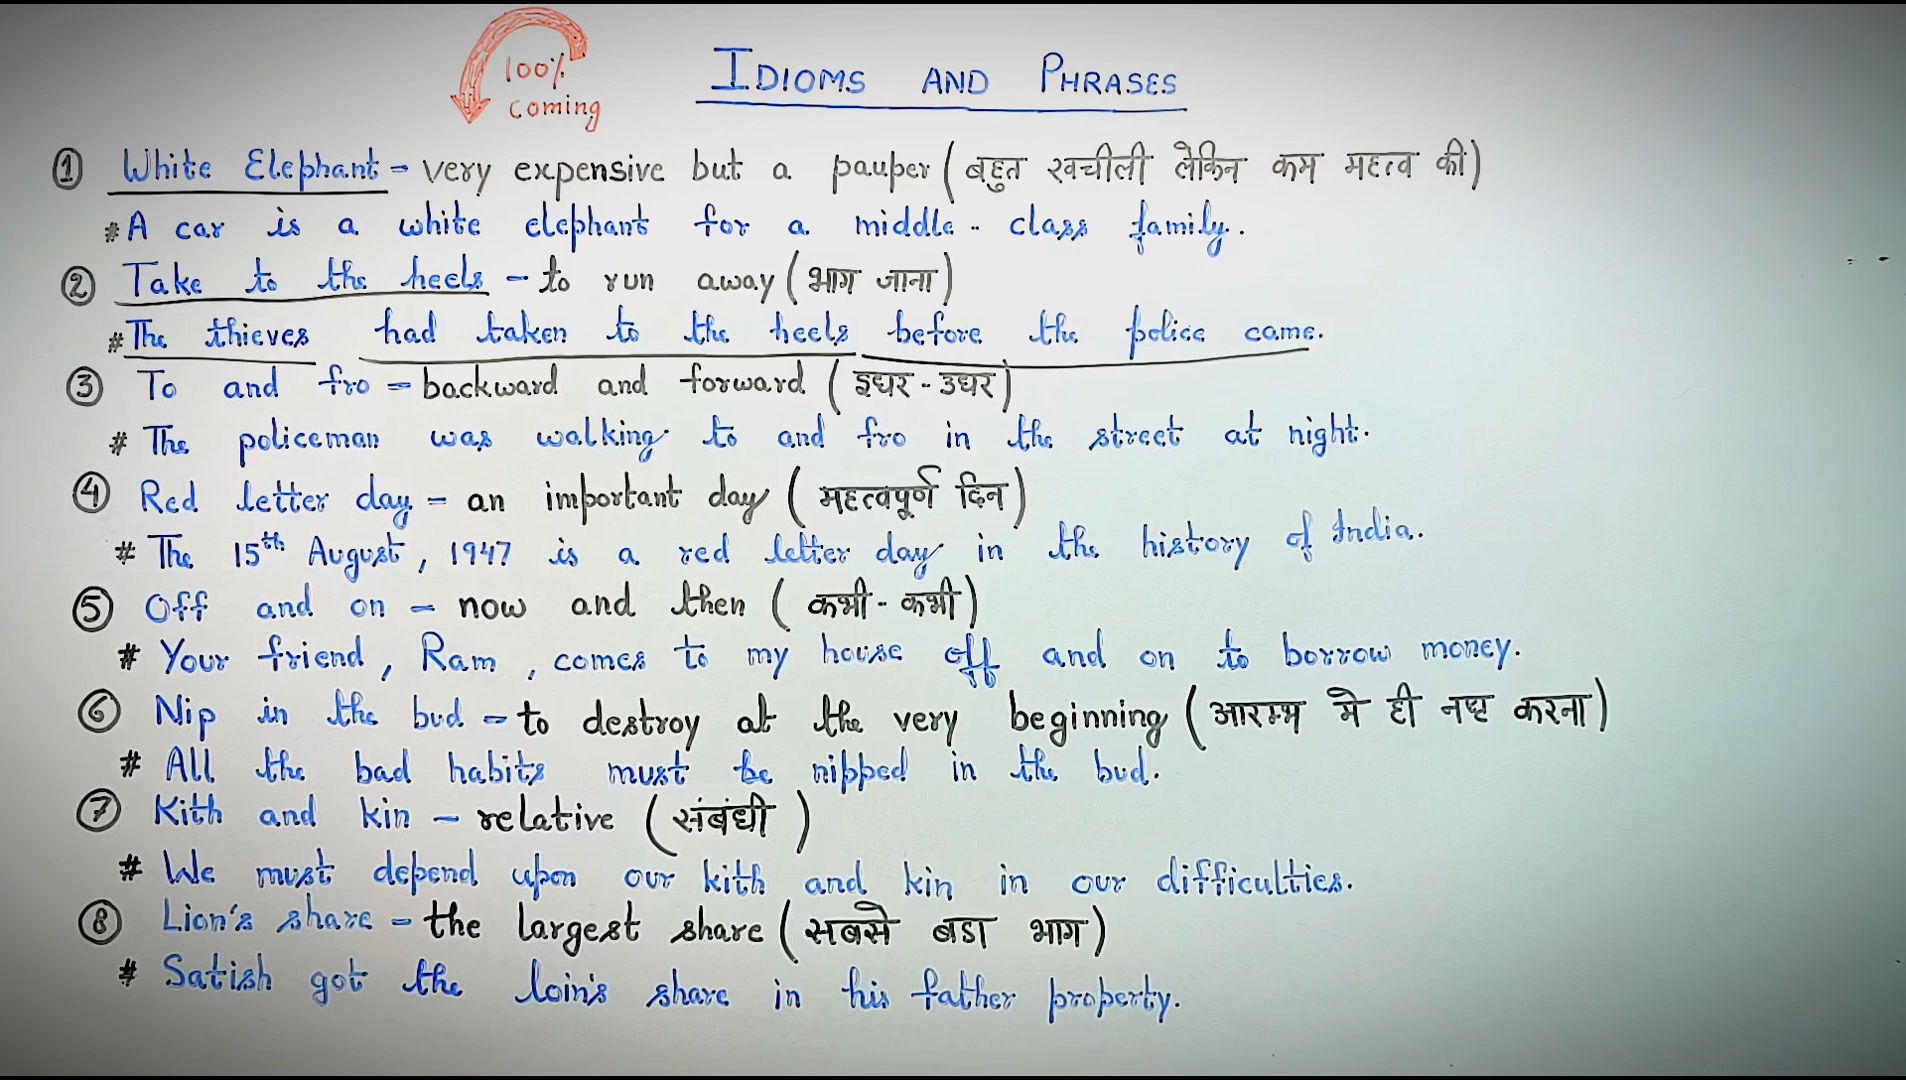 100%
coming
IDIOMS AND PHRASES
① White Elephant - very expensive but a pauper (बहुत खर्चीली लेकिन कम महत्व की)
# A car is a white elephant for a middle-class family.
② Take to the heels - to run away (भाग जाना)
# The thieves had taken to the heels before the police came.
③ To and fro - backward and forward (इधर-उधर)
# The policeman was walking to and fro in the street at night.
④ Red letter day - an important day (महत्वपूर्ण दिन)
# The 15th August, 1947 is a red letter day in the history of India.
⑤ Off and on - now and then (कभी-कभी)
# Your friend, Ram, comes to my house off and on to borrow money.
⑥ Nip in the bud - to destroy at the very beginning (आरम्भ मे ही नष्ट करना)
# All the bad habits must be nipped in the bud.
⑦ Kith and kin - relative (संबंधी)
# We must depend upon our kith and kin in our difficulties.
⑧ Lion's share - the largest share (सबसे बडा भाग)
# Satish got the loin's share in his father property.